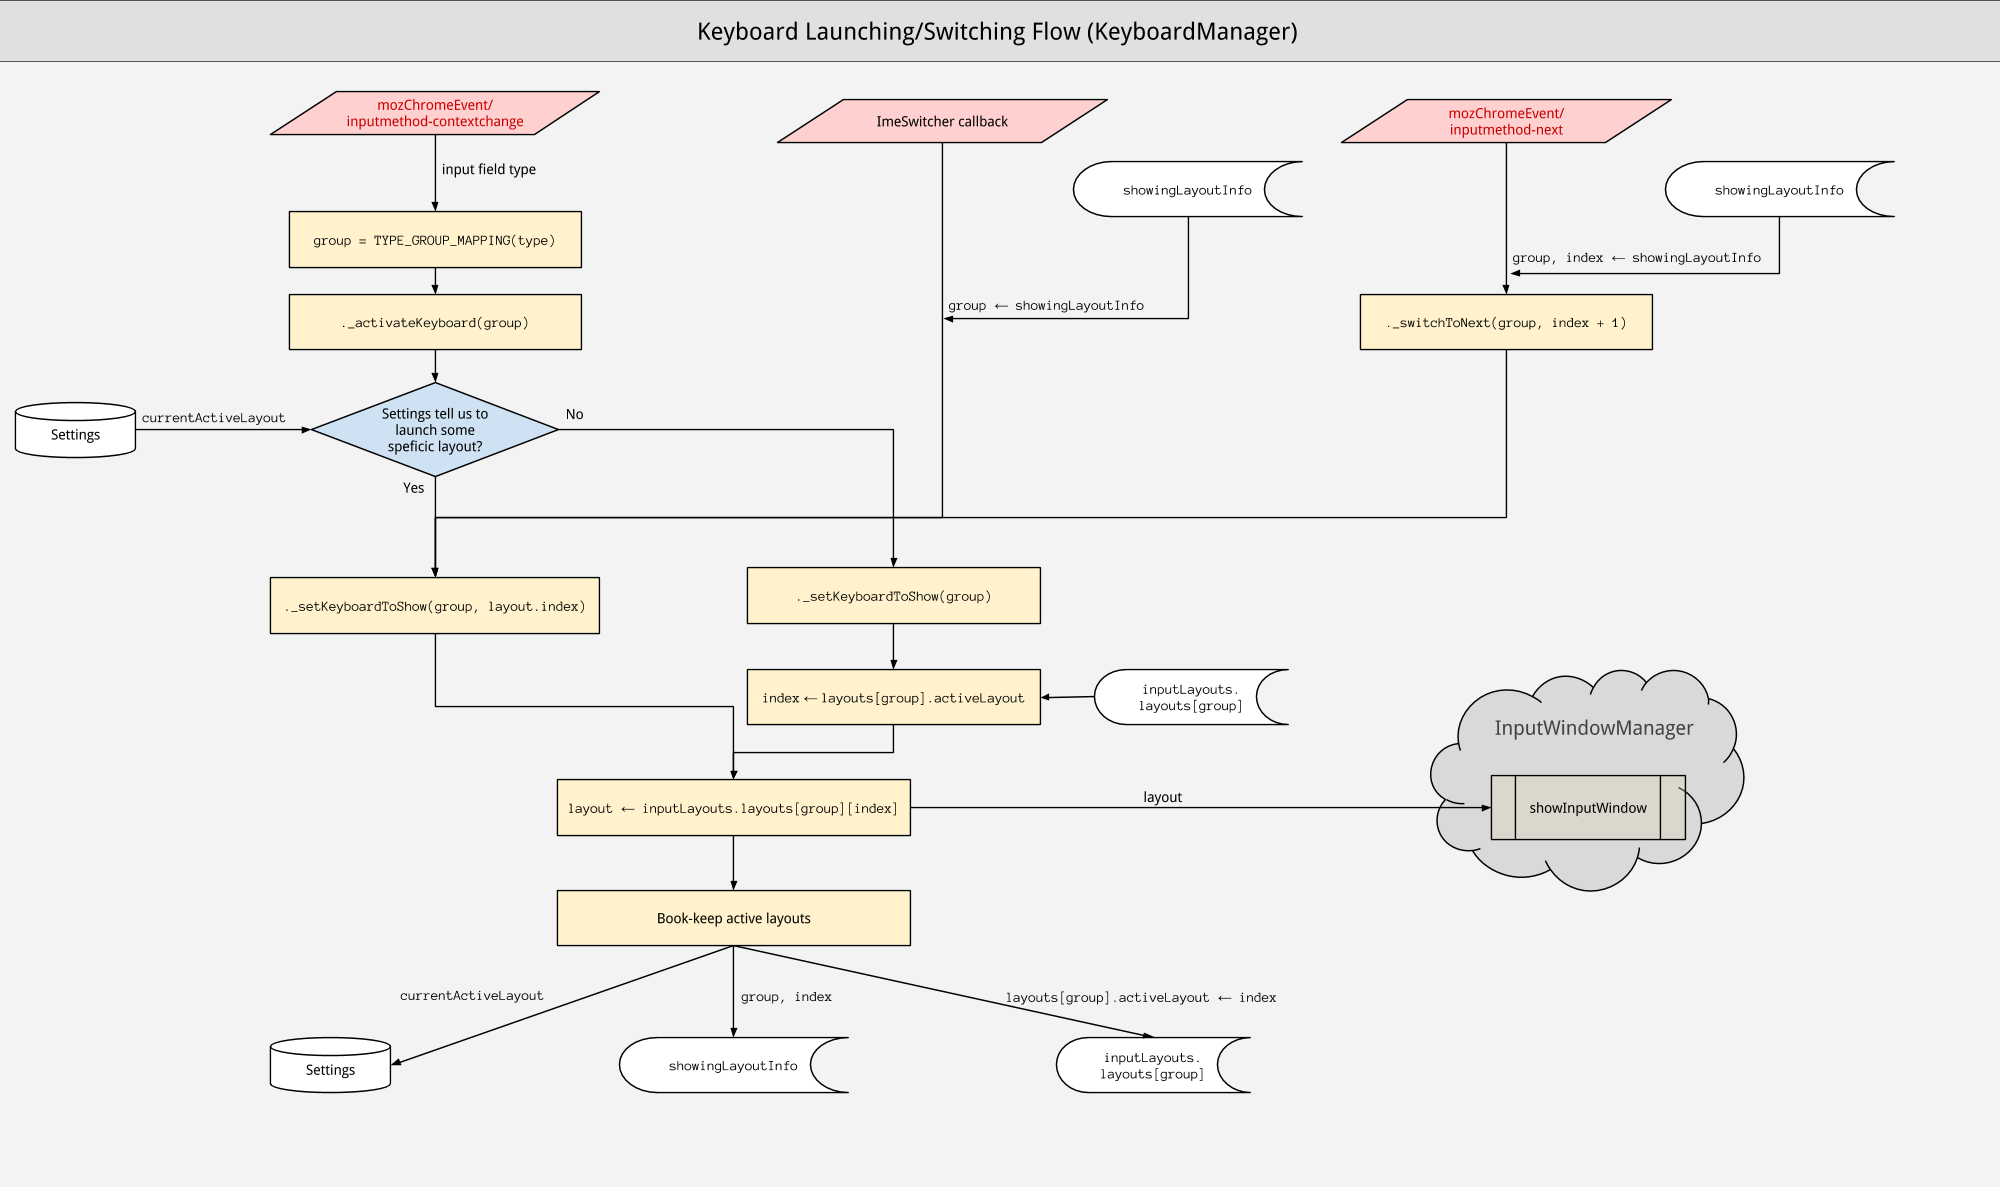 Keyboard Launching/Switching Flow (KeyboardManager)
mozChromeEvent/
inputmethod-contextchange
ImeSwitcher callback
mozChromeEvent/
inputmethod-next
input field type
showingLayoutInfo
showingLayoutInfo
group = TYPE_GROUP_MAPPING(type)
group, index ← showingLayoutInfo
group ← showingLayoutInfo
._activateKeyboard(group)
._switchToNext(group, index + 1)
Settings
currentActiveLayout
Settings tell us to
launch some
speficic layout?
No
Yes
._setKeyboardToShow(group, layout.index)
._setKeyboardToShow(group)
index ← layouts[group].activeLayout
inputLayouts.
layouts[group]
InputWindowManager
layout ← inputLayouts.layouts[group][index]
layout
showInputWindow
Book-keep active layouts
currentActiveLayout
group, index
layouts[group].activeLayout ← index
Settings
showingLayoutInfo
inputLayouts.
layouts[group]